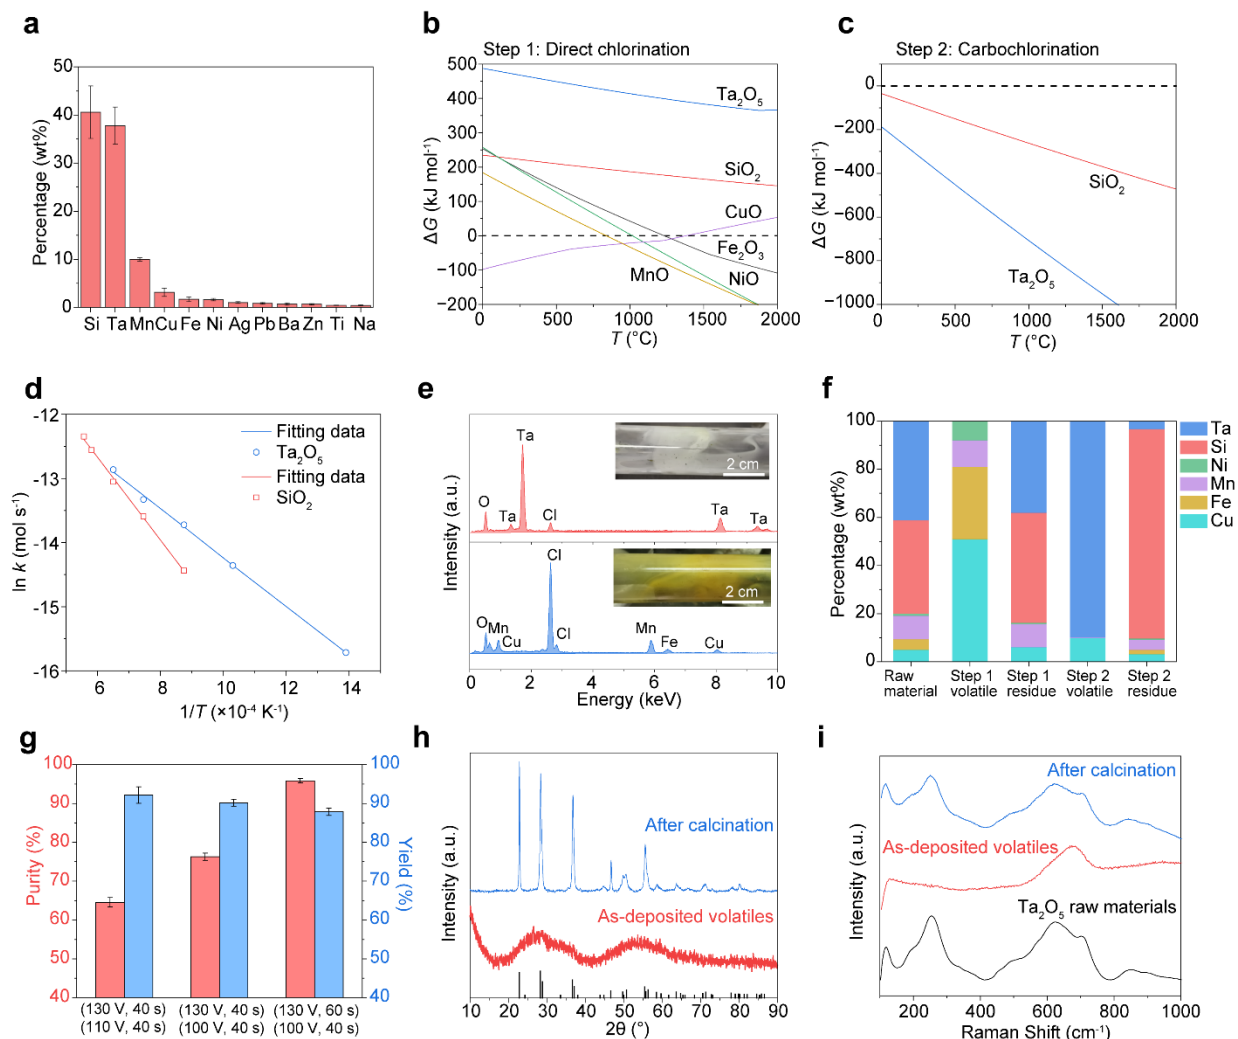 a
Percentage (wt%)
50
40
30
20
10
0
Si Ta Mn Cu Fe Ni Ag Pb Ba Zn Ti Na
b
Step 1: Direct chlorination
ΔG (kJ mol⁻¹)
500
400
300
200
100
0
−100
−200
Ta₂O₅
SiO₂
CuO
Fe₂O₃
MnO
NiO
0 500 1000 1500 2000
T (°C)
c
Step 2: Carbochlorination
ΔG (kJ mol⁻¹)
0
−200
−400
−600
−800
−1000
SiO₂
Ta₂O₅
0 500 1000 1500 2000
T (°C)
d
ln k (mol s⁻¹)
-12
-13
-14
-15
-16
Fitting data
Ta₂O₅
Fitting data
SiO₂
6 8 10 12 14
1/T (×10⁻⁴ K⁻¹)
e
Intensity (a.u.)
O
Ta
Ta
Cl
Ta
Ta
2 cm
O
Mn
Cu
Cl
Cl
Mn
Fe
Cu
2 cm
0 2 4 6 8 10
Energy (keV)
f
Percentage (wt%)
100
80
60
40
20
0
Ta
Si
Ni
Mn
Fe
Cu
Raw material
Step 1 volatile
Step 1 residue
Step 2 volatile
Step 2 residue
g
Purity (%)
100
90
80
70
60
50
40
Yield (%)
100
90
80
70
60
50
40
(130 V, 40 s) (130 V, 40 s) (130 V, 60 s)
(110 V, 40 s) (100 V, 40 s) (100 V, 40 s)
h
Intensity (a.u.)
After calcination
As-deposited volatiles
10 20 30 40 50 60 70 80 90
2θ (°)
i
Intensity (a.u.)
After calcination
As-deposited volatiles
Ta₂O₅ raw materials
200 400 600 800 1000
Raman Shift (cm⁻¹)